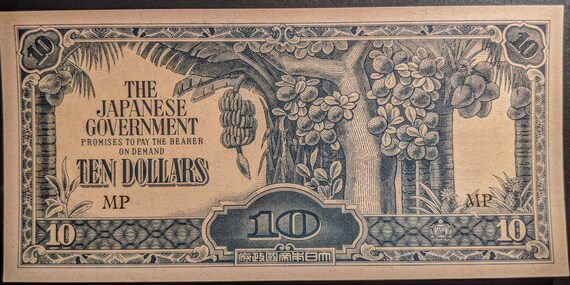 10
10
THE
JAPANESE
GOVERNMENT
PROMISES TO PAY THE BEARER
ON DEMAND
TEN DOLLARS
MP
MP
10
10
10
府政國帝本日大